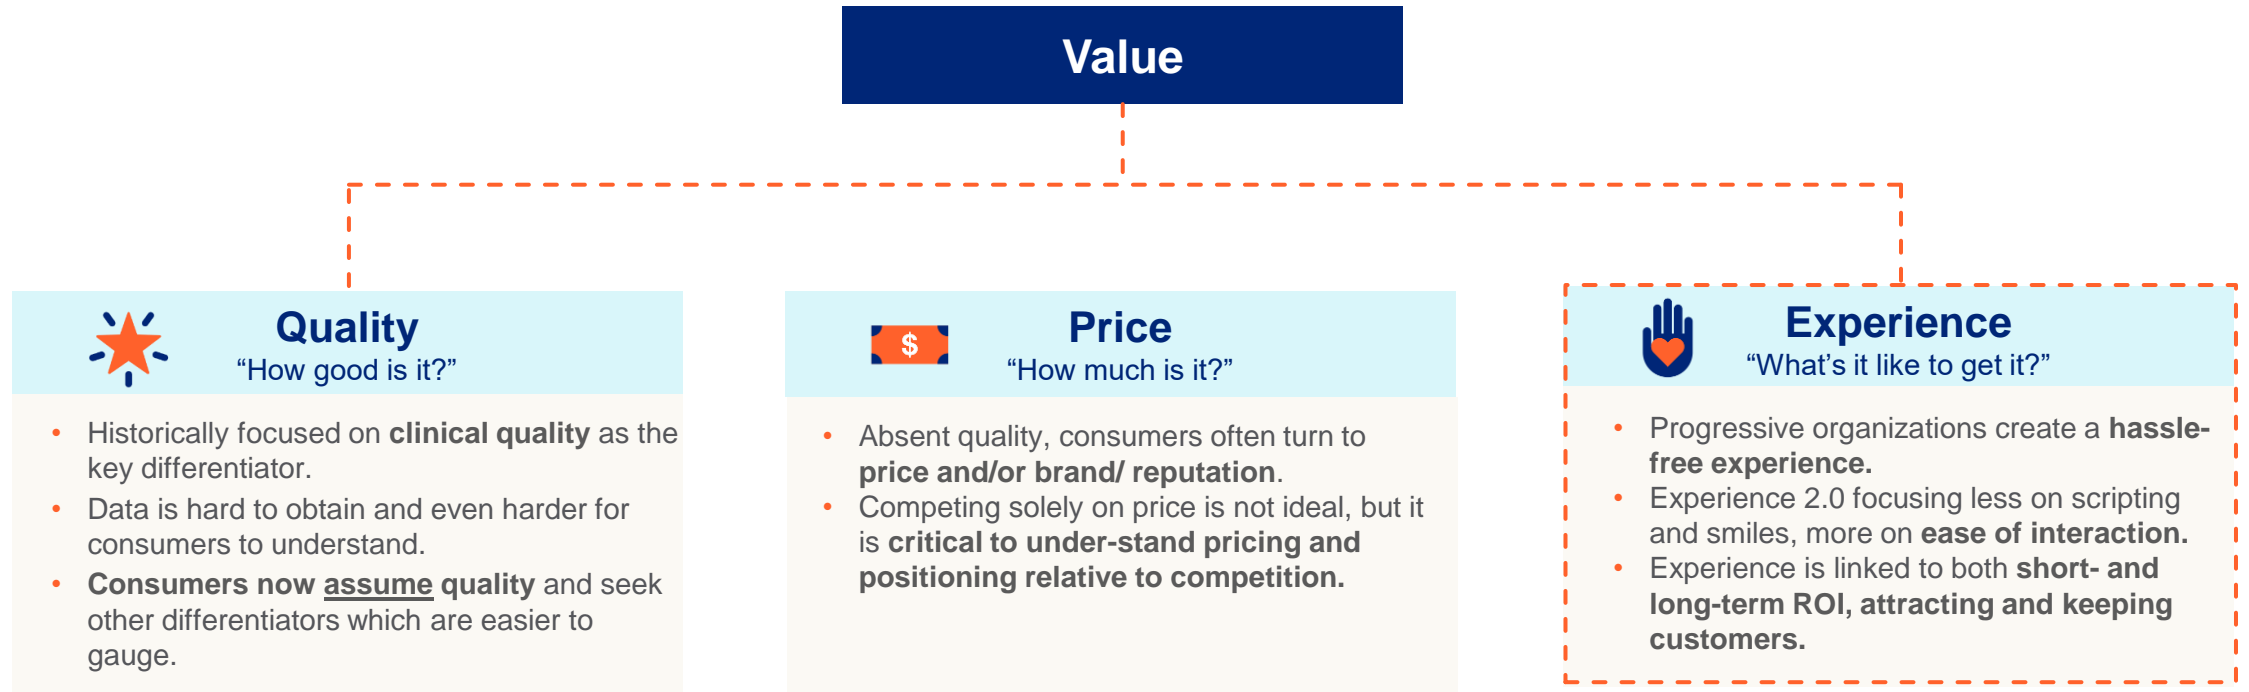 Value
Quality
“How good is it?”
• Historically focused on clinical quality as the
key differentiator.
• Data is hard to obtain and even harder for
consumers to understand.
• Consumers now assume quality and seek
other differentiators which are easier to
gauge.
$
Price
“How much is it?”
• Absent quality, consumers often turn to
price and/or brand/ reputation.
• Competing solely on price is not ideal, but it
is critical to under-stand pricing and
positioning relative to competition.
Experience
“What’s it like to get it?”
• Progressive organizations create a hassle-
free experience.
• Experience 2.0 focusing less on scripting
and smiles, more on ease of interaction.
• Experience is linked to both short- and
long-term ROI, attracting and keeping
customers.